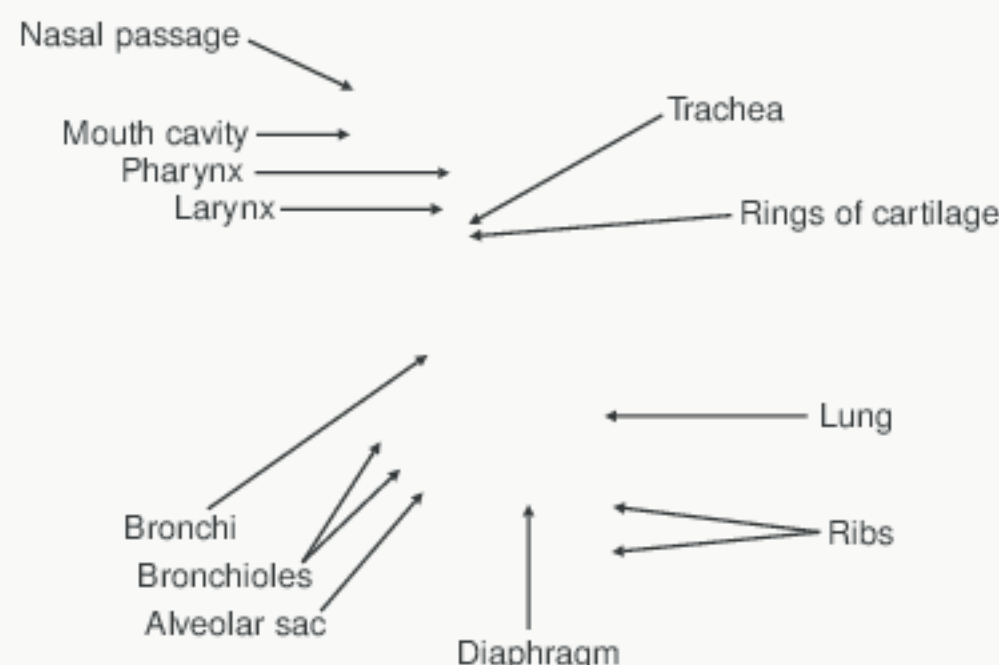 Nasal passage
Trachea
Mouth cavity
Pharynx
Larynx
Rings of cartilage
Lung
Bronchi
Ribs
Bronchioles
Alveolar sac
Diaphragm